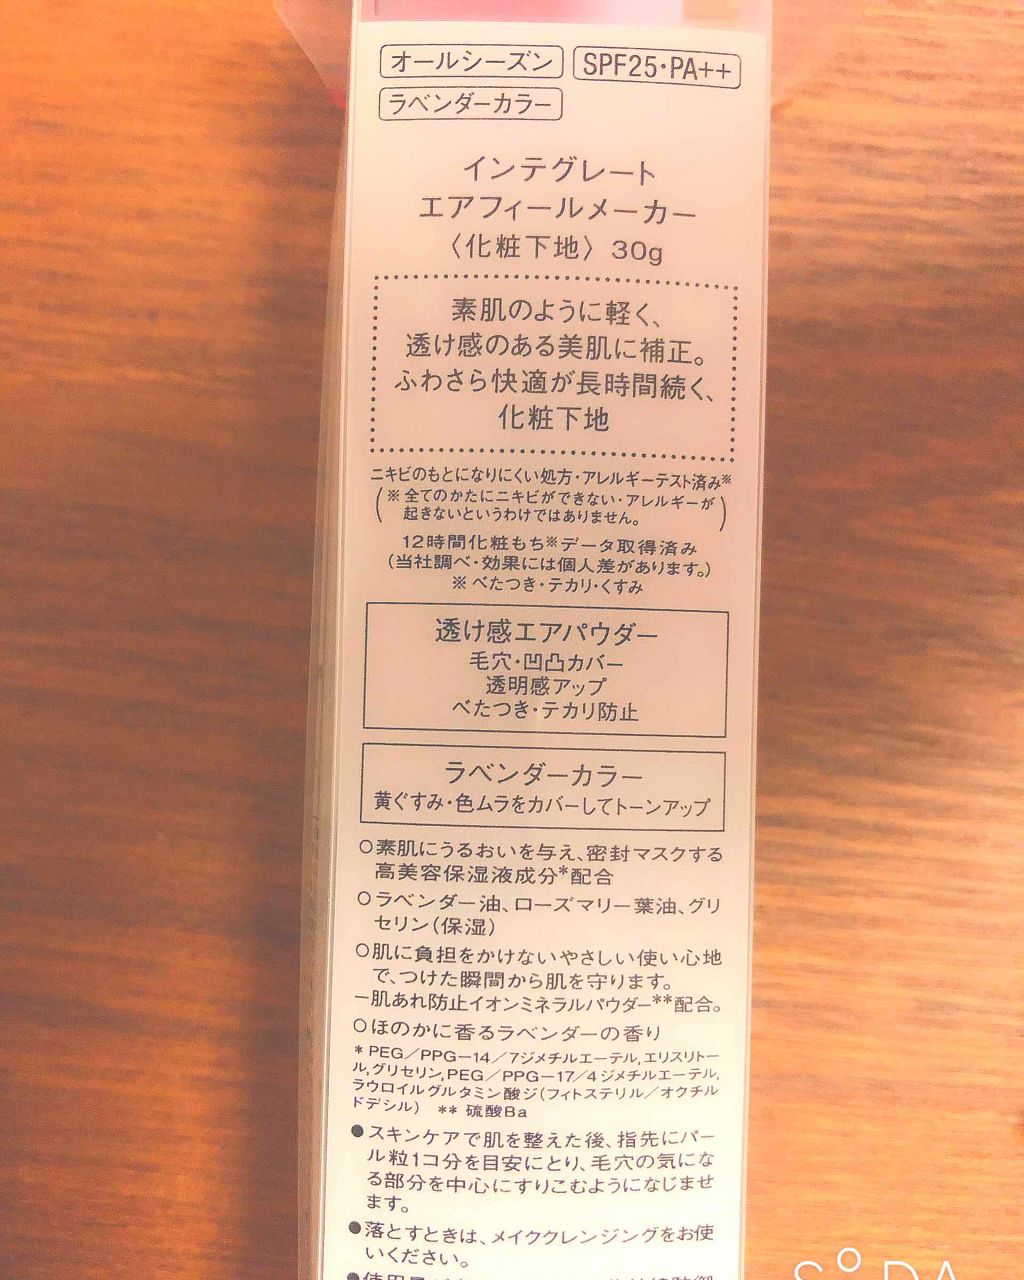 オールシーズン SPF25・PA++
ラベンダーカラー
インテグレート
エアフィールメーカー
〈化粧下地〉 30g
素肌のように軽く、
透け感のある美肌に補正。
ふわさら快適が長時間続く、
化粧下地
ニキビのもとになりにくい処方・アレルギーテスト済み※
(※ 全てのかたにニキビができない・アレルギーが
起きないというわけではありません。)
12時間化粧もち※データ取得済み
(当社調べ・効果には個人差があります。)
※ べたつき・テカリ・くすみ
透け感エアパウダー
毛穴・凹凸カバー
透明感アップ
べたつき・テカリ防止
ラベンダーカラー
黄ぐすみ・色ムラをカバーしてトーンアップ
○素肌にうるおいを与え、密封マスクする
高美容保湿液成分*配合
○ラベンダー油、ローズマリー葉油、グリ
セリン(保湿)
○肌に負担をかけないやさしい使い心地
で、つけた瞬間から肌を守ります。
ー肌あれ防止イオンミネラルパウダー**配合。
○ほのかに香るラベンダーの香り
* PEG/PPG-14/7ジメチルエーテル,エリスリトー
ル,グリセリン,PEG/PPG-17/4ジメチルエーテル,
ラウロイルグルタミン酸ジ(フィトステリル/オクチル
ドデシル) ** 硫酸Ba
●スキンケアで肌を整えた後、指先にパー
ル粒1コ分を目安にとり、毛穴の気にな
る部分を中心にすりこむようになじませ
ます。
●落とすときは、メイククレンジングをお使
いください。